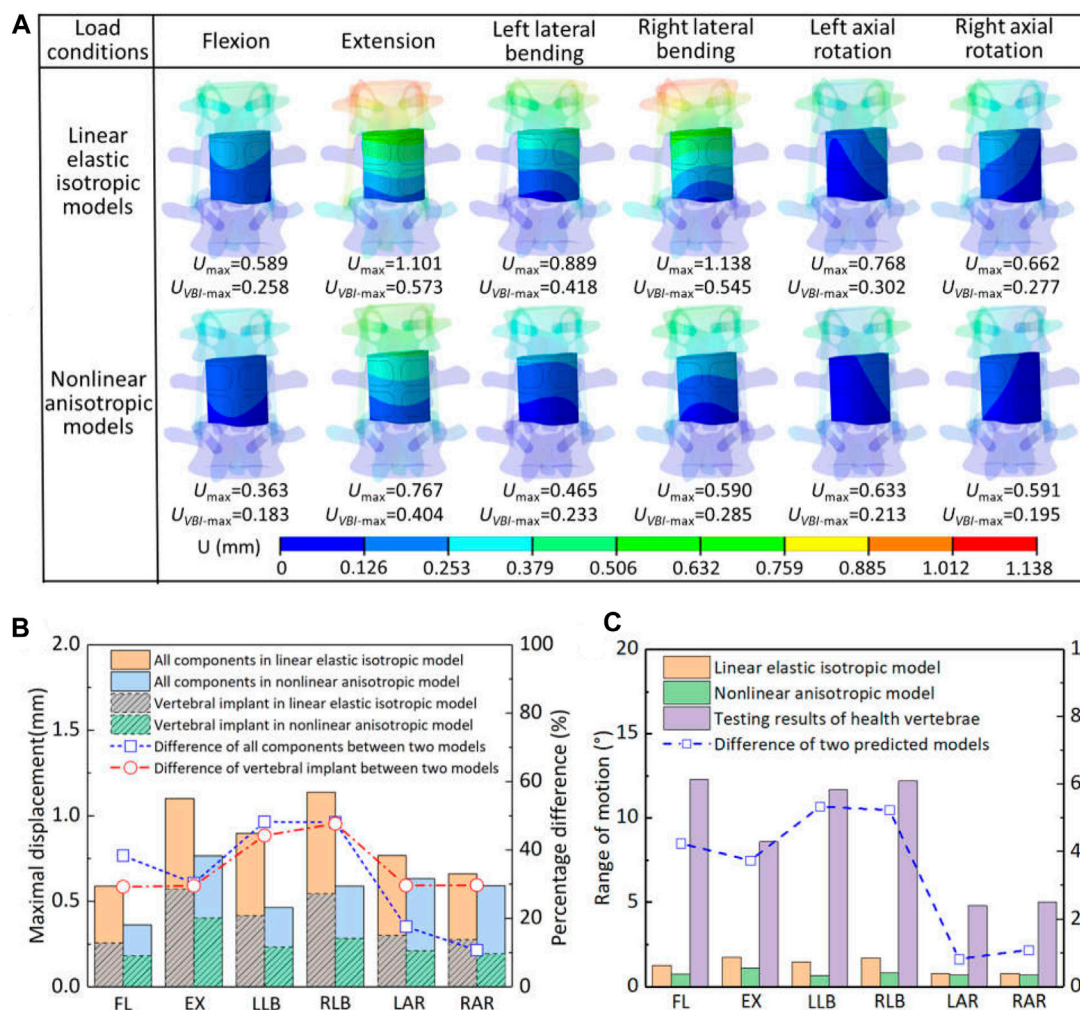 A
Load conditions
Flexion
Extension
Left lateral bending
Right lateral bending
Left axial rotation
Right axial rotation
Linear elastic isotropic models
Umax=0.589
UVBI-max=0.258
Umax=1.101
UVBI-max=0.573
Umax=0.889
UVBI-max=0.418
Umax=1.138
UVBI-max=0.545
Umax=0.768
UVBI-max=0.302
Umax=0.662
UVBI-max=0.277
Nonlinear anisotropic models
Umax=0.363
UVBI-max=0.183
Umax=0.767
UVBI-max=0.404
Umax=0.465
UVBI-max=0.233
Umax=0.590
UVBI-max=0.285
Umax=0.633
UVBI-max=0.213
Umax=0.591
UVBI-max=0.195
U (mm)
0 0.126 0.253 0.379 0.506 0.632 0.759 0.885 1.012 1.138
B
Maximal displacement(mm)
2.0
1.5
1.0
0.5
0.0
All components in linear elastic isotropic model
All components in nonlinear anisotropic model
Vertebral implant in linear elastic isotropic model
Vertebral implant in nonlinear anisotropic model
Difference of all components between two models
Difference of vertebral implant between two models
100
80
60
40
20
0
Percentage difference (%)
FL EX LLB RLB LAR RAR
C
Range of motion (°)
20
15
10
5
0
Linear elastic isotropic model
Nonlinear anisotropic model
Testing results of health vertebrae
Difference of two predicted models
FL EX LLB RLB LAR RAR